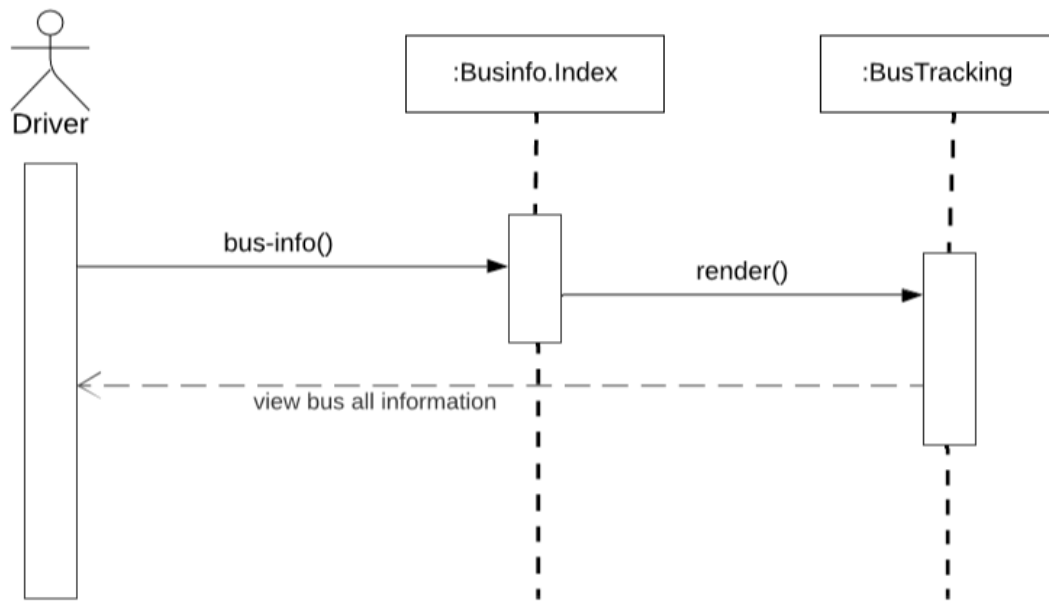 :Businfo.Index
:BusTracking
Driver
bus-info()
render()
view bus all information